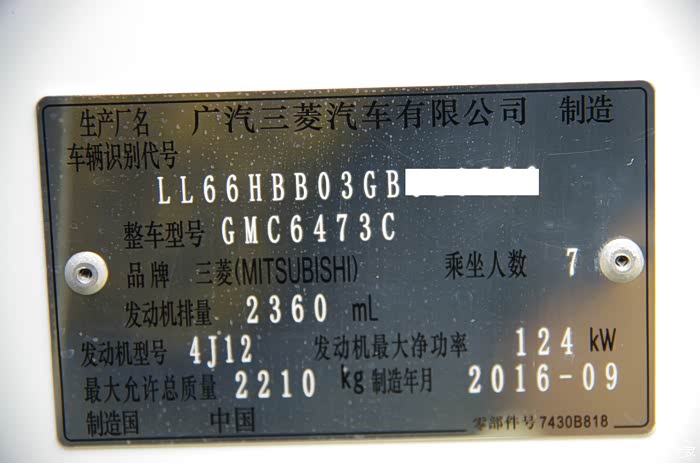 生产厂名 广汽三菱汽车有限公司 制造
车辆识别代号
LL66HBB03GB
整车型号 GMC6473C
品牌 三菱(MITSUBISHI) 乘坐人数 7
发动机排量 2360 mL
发动机型号 4J12 发动机最大净功率 124 kW
最大允许总质量 2210 kg 制造年月 2016-09
制造国 中国 零部件号 7430B818